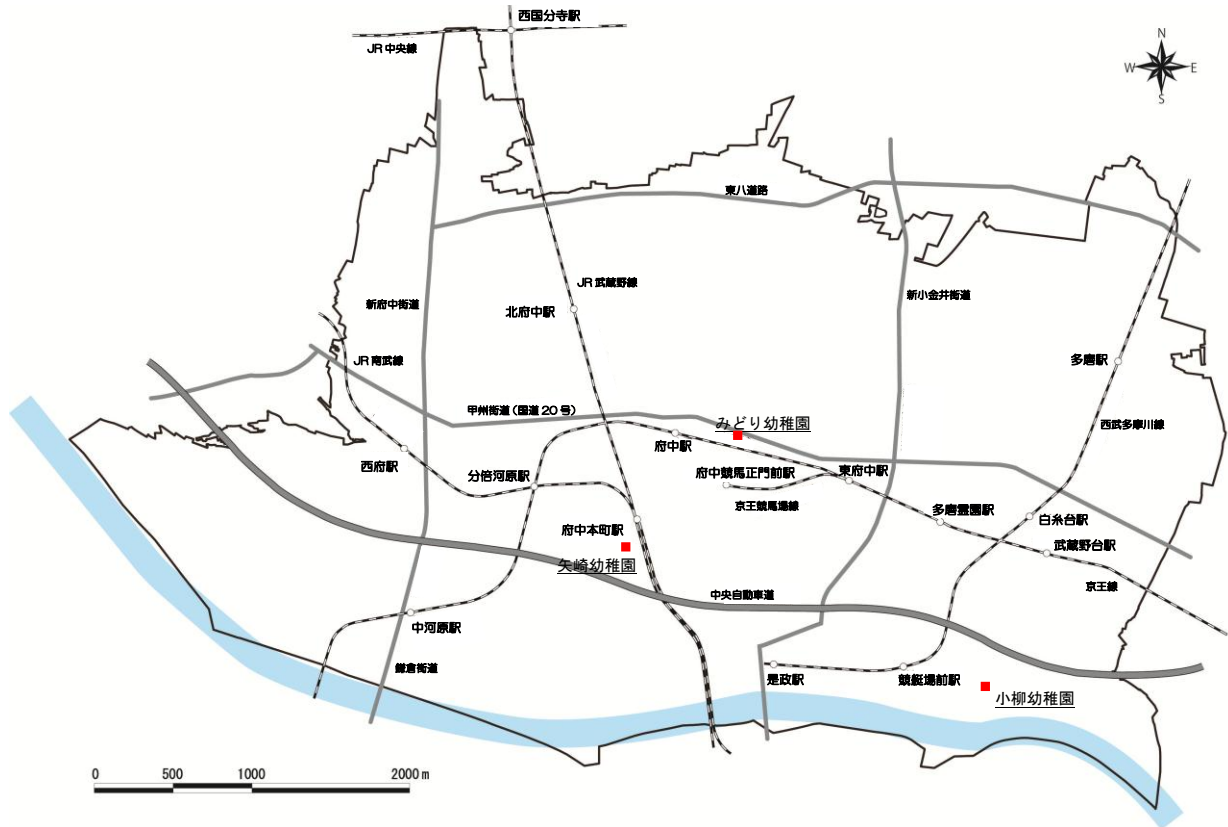 西国分寺駅
JR 中央線
N
W
E
S
東八道路
JR 武蔵野線
新府中街道
北府中駅
新小金井街道
JR 南武線
多磨駅
甲州街道(国道20号)
みどり幼稚園
西武多摩川線
府中駅
西府駅
分倍河原駅
府中競馬正門前駅
東府中駅
京王競馬場線
多磨霊園駅
白糸台駅
府中本町駅
武蔵野台駅
矢崎幼稚園
京王線
中央自動車道
中河原駅
鎌倉街道
是政駅
競艇場前駅
小柳幼稚園
0 500 1000 2000 m